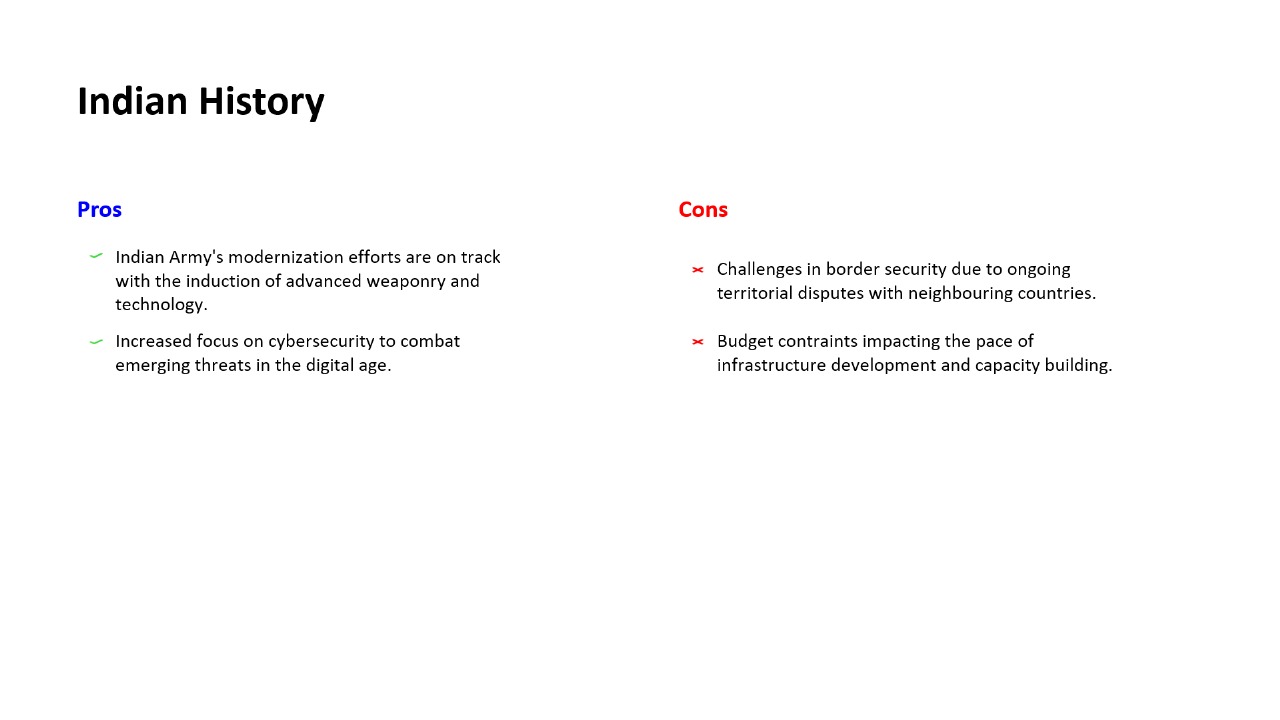 Indian History
Pros
Indian Army's modernization efforts are on track
with the induction of advanced weaponry and
technology.
Increased focus on cybersecurity to combat
emerging threats in the digital age.
Cons
Challenges in border security due to ongoing
territorial disputes with neighbouring countries.
Budget contraints impacting the pace of
infrastructure development and capacity building.